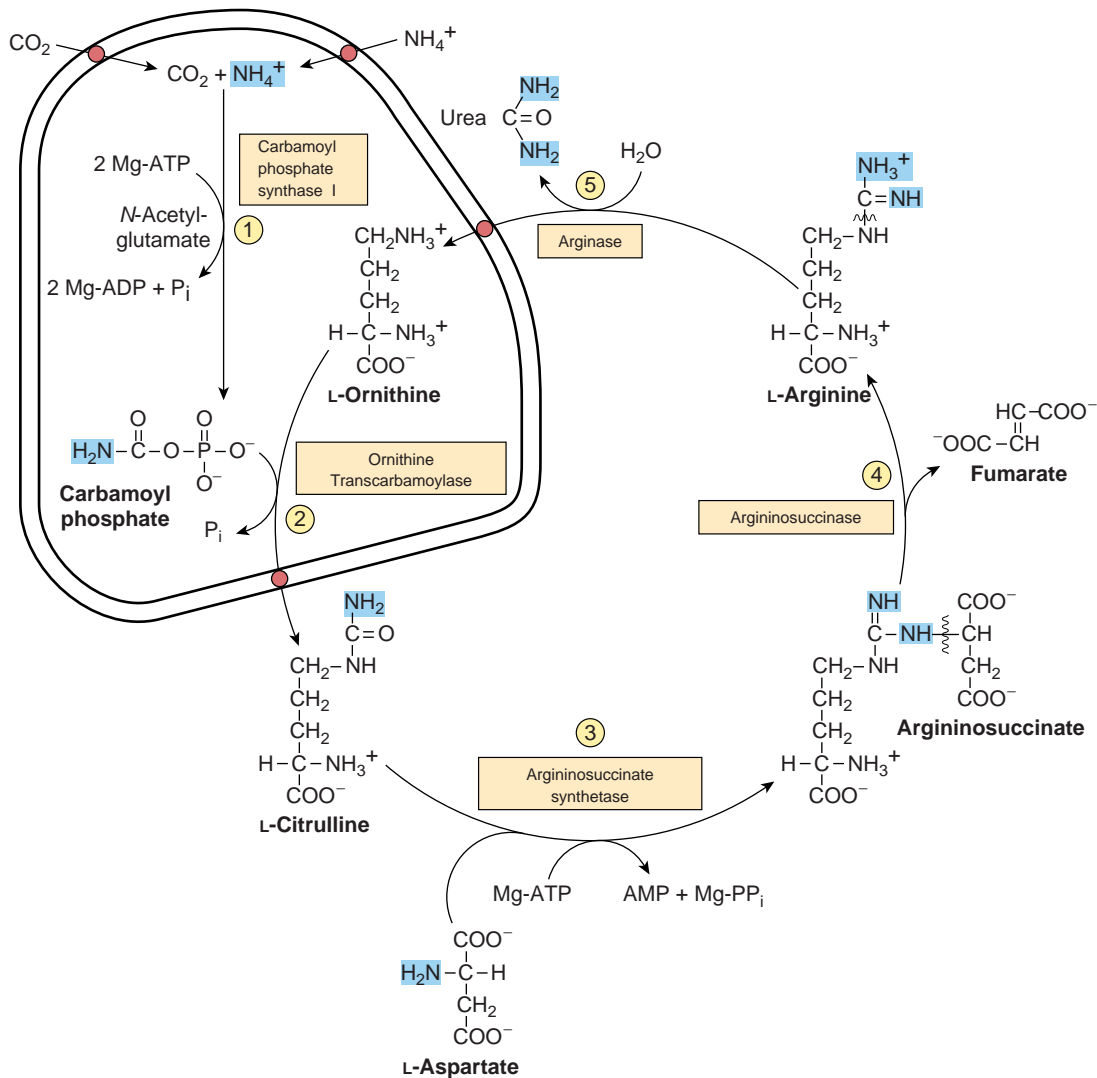 CO₂
NH₄⁺
CO₂ + NH₄⁺
2 Mg-ATP
Carbamoyl
phosphate
synthase I
N-Acetyl-
glutamate
1
2 Mg-ADP + Pi
H₂N–C–O–P–O⁻
O
O
O⁻
Carbamoyl
phosphate
Pi
CH₂NH₃⁺
CH₂
CH₂
H–C–NH₃⁺
COO⁻
L-Ornithine
Ornithine
Transcarbamoylase
2
NH₂
C=O
CH₂–NH
CH₂
CH₂
H–C–NH₃⁺
COO⁻
L-Citrulline
3
Argininosuccinate
synthetase
Mg-ATP
AMP + Mg-PPi
COO⁻
H₂N–C–H
CH₂
COO⁻
L-Aspartate
NH
COO⁻
C–NH–CH
CH₂–NH
CH₂
CH₂
COO⁻
CH₂
H–C–NH₃⁺
COO⁻
Argininosuccinate
4
Argininosuccinase
HC–COO⁻
⁻OOC–CH
Fumarate
NH₃⁺
C=NH
CH₂–NH
CH₂
CH₂
H–C–NH₃⁺
COO⁻
L-Arginine
5
Arginase
H₂O
NH₂
Urea C=O
NH₂